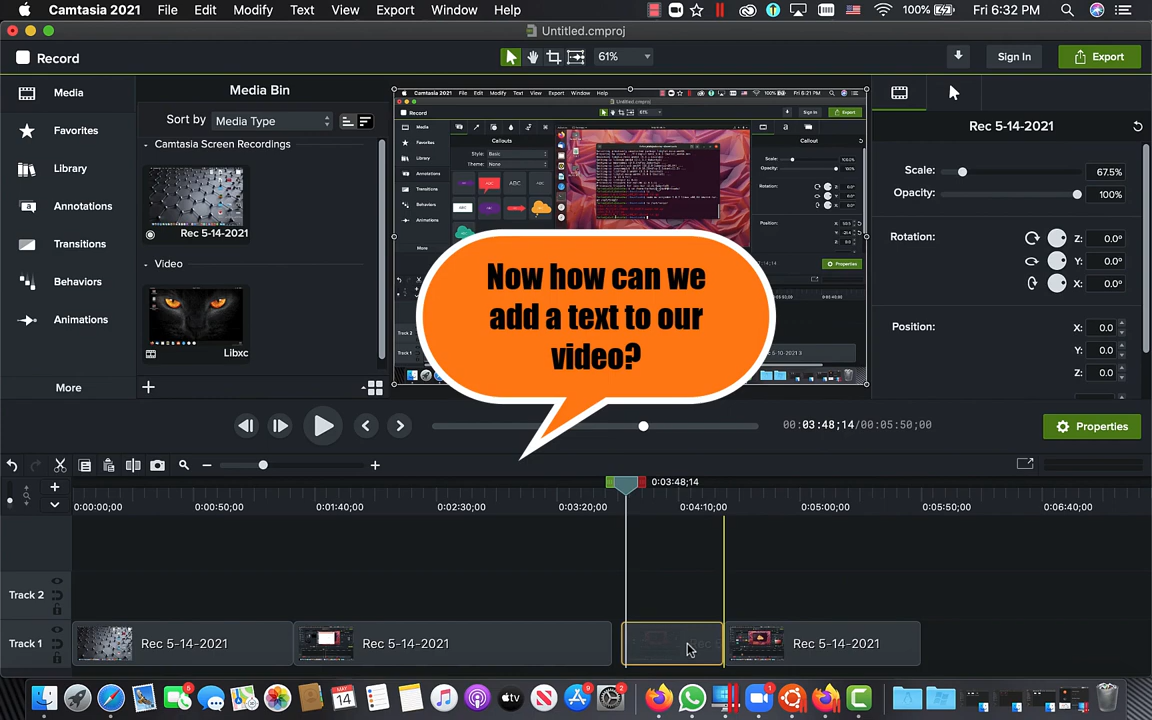 Camtasia 2021 File Edit Modify Text View Export Window Help 100% Fri 6:32 PM
Untitled.cmproj
Record 61% Sign In Export
Media
Favorites
Library
Annotations
Transitions
Behaviors
Animations
More
Media Bin
Sort by Media Type
Camtasia Screen Recordings
Rec 5-14-2021
Video
Libxc
Now how can we
add a text to our
video?
Rec 5-14-2021
Scale: 67.5%
Opacity: 100%
Rotation: Z: 0.0°
Y: 0.0°
X: 0.0°
Position: X: 0.0
Y: 0.0
Z: 0.0
00:03:48;14/00:05:50;00
Properties
0:03:48;14
0:00:00;00 0:00:50;00 0:01:40;00 0:02:30;00 0:03:20;00 0:04:10;00 0:05:00;00 0:05:50;00 0:06:40;00
Track 2
Track 1 Rec 5-14-2021 Rec 5-14-2021 Rec 5-14-2021